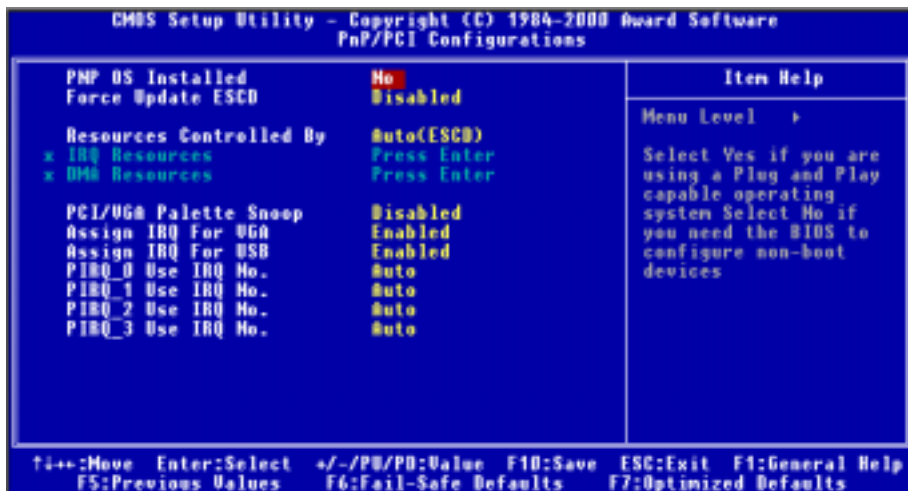 CMOS Setup Utility - Copyright (C) 1984-2000 Award Software
PnP/PCI Configurations
PNP OS Installed No
Force Update ESCD Disabled
Resources Controlled By Auto(ESCD)
x IRQ Resources Press Enter
x DMA Resources Press Enter
PCI/VGA Palette Snoop Disabled
Assign IRQ For VGA Enabled
Assign IRQ For USB Enabled
PIRQ_0 Use IRQ No. Auto
PIRQ_1 Use IRQ No. Auto
PIRQ_2 Use IRQ No. Auto
PIRQ_3 Use IRQ No. Auto
Item Help
Menu Level ▸
Select Yes if you are
using a Plug and Play
capable operating
system Select No if
you need the BIOS to
configure non-boot
devices
↑↓→←:Move Enter:Select +/-/PU/PD:Value F10:Save ESC:Exit F1:General Help
F5:Previous Values F6:Fail-Safe Defaults F7:Optimized Defaults